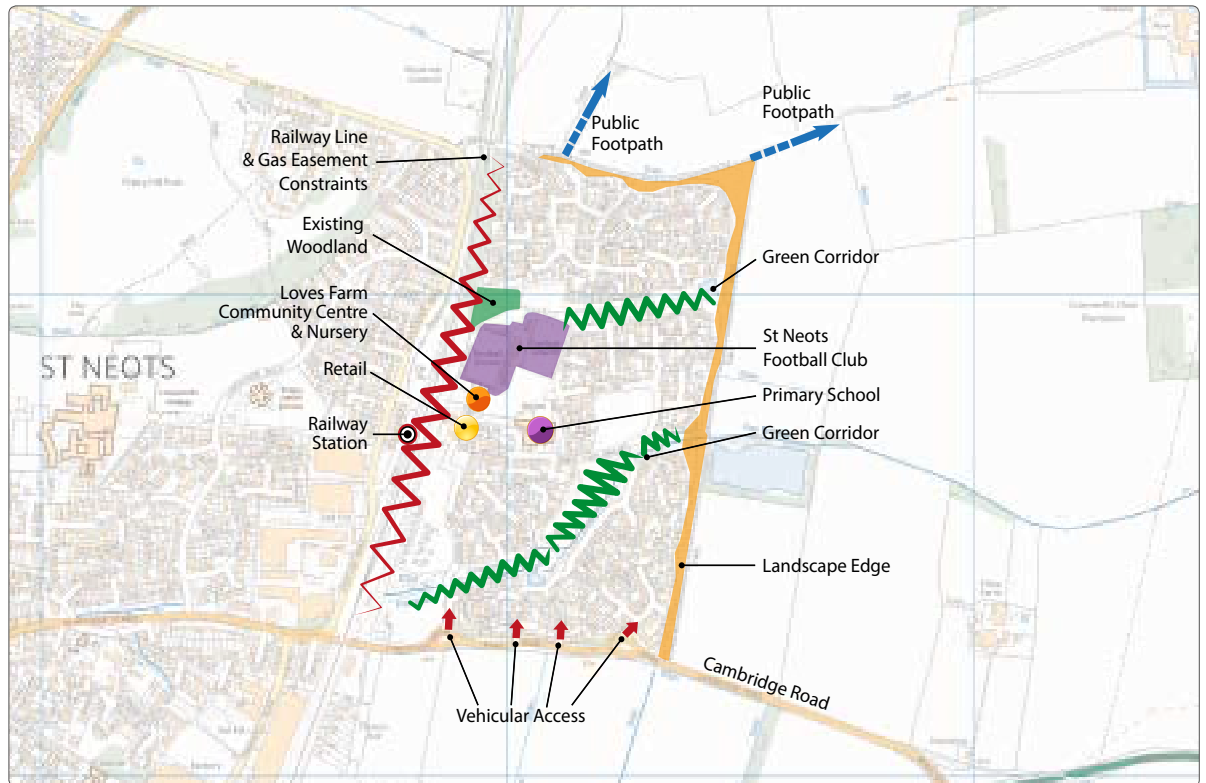 Public
Footpath
Public
Footpath
Railway Line
& Gas Easement
Constraints
Existing
Woodland
Green Corridor
Loves Farm
Community Centre
& Nursery
St Neots
Football Club
ST NEOTS
Retail
Primary School
Railway
Station
Green Corridor
Landscape Edge
Cambridge Road
Vehicular Access